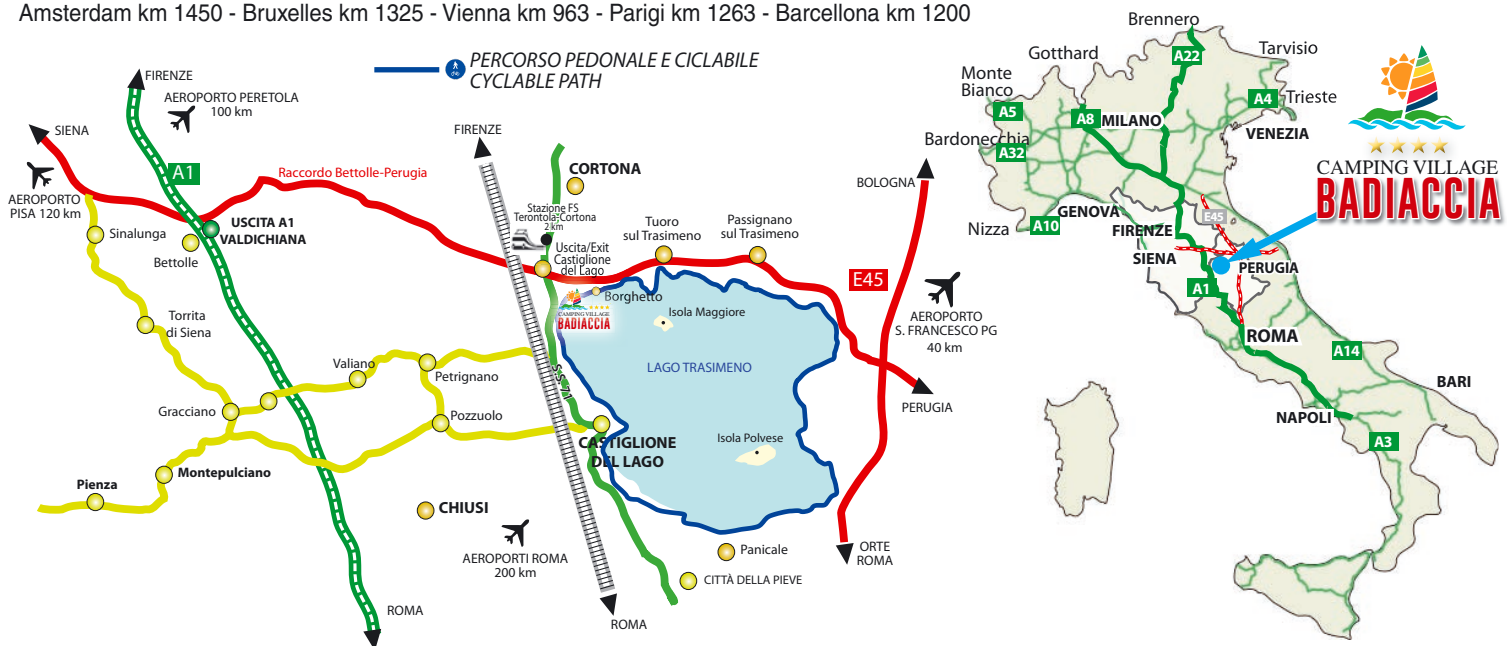 Amsterdam km 1450 - Bruxelles km 1325 - Vienna km 963 - Parigi km 1263 - Barcellona km 1200
PERCORSO PEDONALE E CICLABILE
CYCLABLE PATH
FIRENZE
AEROPORTO PERETOLA
100 km
SIENA
A1
AEROPORTO
PISA 120 km
Raccordo Bettolle-Perugia
USCITA A1
VALDICHIANA
Sinalunga
Bettolle
FIRENZE
CORTONA
Stazione FS
Terontola-Cortona
2 km
Uscita/Exit
Castiglione
del Lago
Tuoro
sul Trasimeno
Passignano
sul Trasimeno
BOLOGNA
E45
AEROPORTO
S. FRANCESCO PG
40 km
Borghetto
CAMPING VILLAGE
BADIACCIA
Isola Maggiore
LAGO TRASIMENO
Torrita
di Siena
Valiano
Petrignano
S.S. 71
PERUGIA
Gracciano
Pozzuolo
CASTIGLIONE
DEL LAGO
Isola Polvese
Montepulciano
Pienza
CHIUSI
AEROPORTI ROMA
200 km
Panicale
ORTE
ROMA
CITTÀ DELLA PIEVE
ROMA
ROMA
Brennero
Gotthard
A22
Tarvisio
Monte
Bianco
A5
A8
MILANO
A4
Trieste
VENEZIA
Bardonecchia
A32
CAMPING VILLAGE
BADIACCIA
GENOVA
E45
Nizza
A10
FIRENZE
SIENA
PERUGIA
A1
ROMA
A14
BARI
NAPOLI
A3